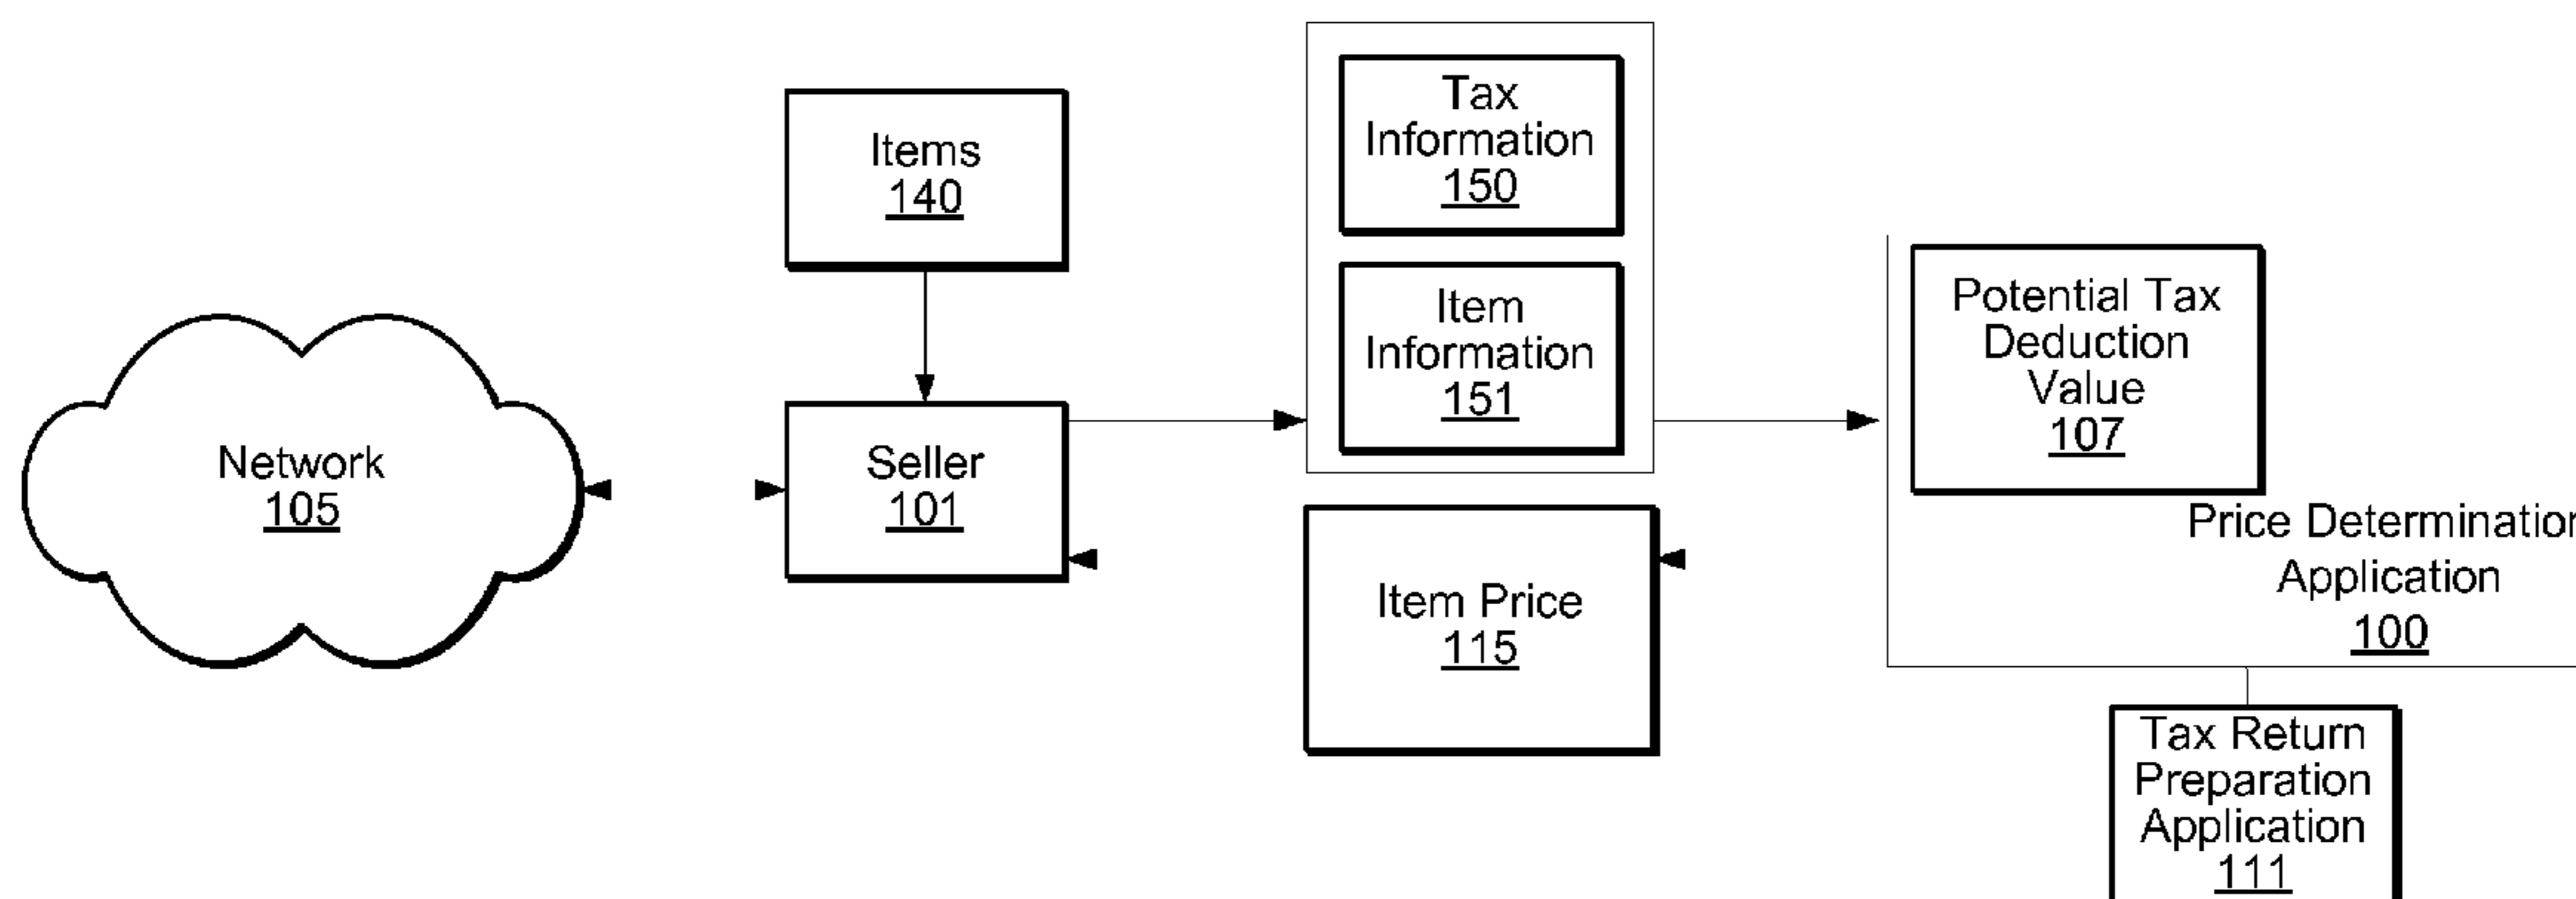 Tax
Information
150
Items
140
Item
Information
151
Potential Tax
Deduction
Value
107
Network
105
Seller
101
Price Determination
Application
100
Item Price
115
Tax Return
Preparation
Application
111